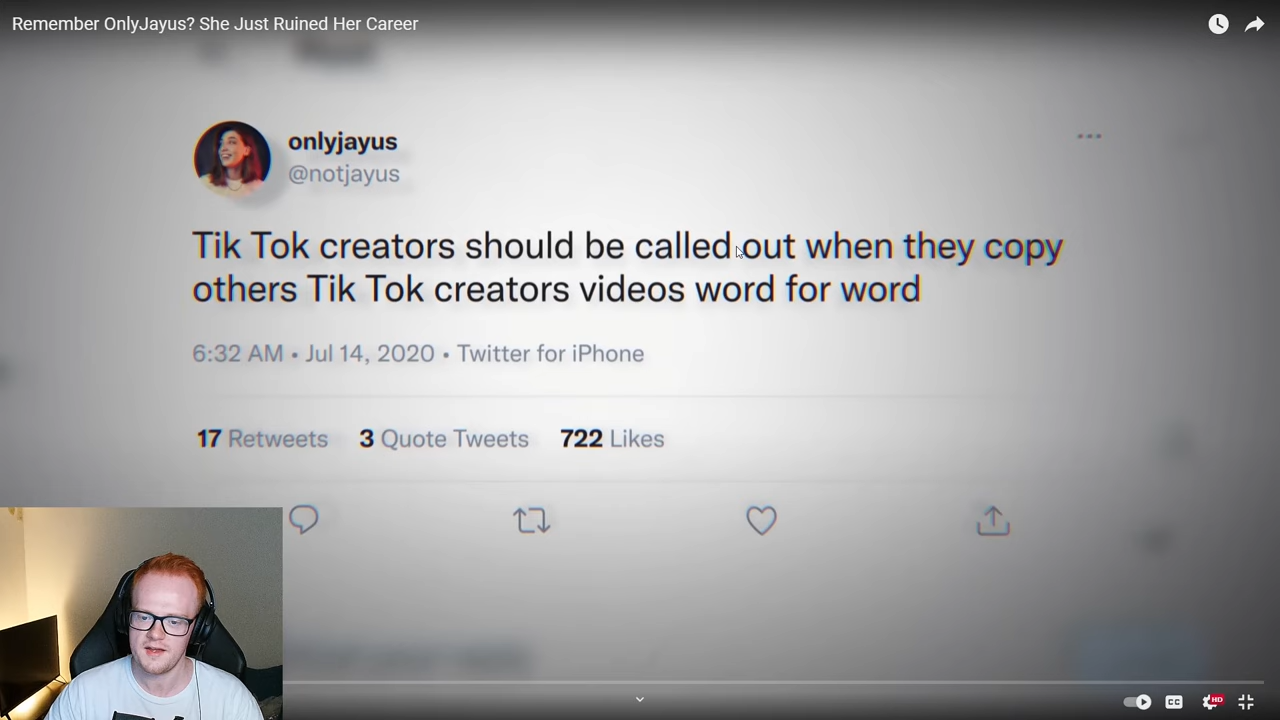 Remember OnlyJayus? She Just Ruined Her Career
onlyjayus
@notjayus
Tik Tok creators should be called out when they copy
others Tik Tok creators videos word for word
6:32 AM • Jul 14, 2020 • Twitter for iPhone
17 Retweets 3 Quote Tweets 722 Likes
CC HD